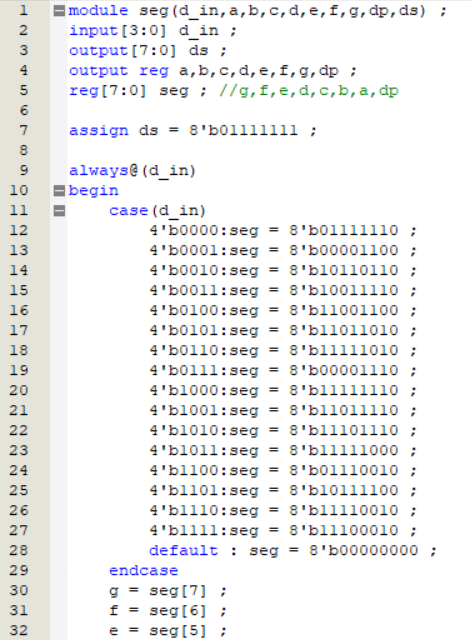 1 module seg(d_in,a,b,c,d,e,f,g,dp,ds) ;
2 input[3:0] d_in ;
3 output[7:0] ds ;
4 output reg a,b,c,d,e,f,g,dp ;
5 reg[7:0] seg ; //g,f,e,d,c,b,a,dp
6
7 assign ds = 8'b01111111 ;
8
9 always@(d_in)
10 begin
11 case(d_in)
12 4'b0000:seg = 8'b01111110 ;
13 4'b0001:seg = 8'b00001100 ;
14 4'b0010:seg = 8'b10110110 ;
15 4'b0011:seg = 8'b10011110 ;
16 4'b0100:seg = 8'b11001100 ;
17 4'b0101:seg = 8'b11011010 ;
18 4'b0110:seg = 8'b11111010 ;
19 4'b0111:seg = 8'b00001110 ;
20 4'b1000:seg = 8'b11111110 ;
21 4'b1001:seg = 8'b11011110 ;
22 4'b1010:seg = 8'b11101110 ;
23 4'b1011:seg = 8'b11111000 ;
24 4'b1100:seg = 8'b01110010 ;
25 4'b1101:seg = 8'b10111100 ;
26 4'b1110:seg = 8'b11110010 ;
27 4'b1111:seg = 8'b11100010 ;
28 default : seg = 8'b00000000 ;
29 endcase
30 g = seg[7] ;
31 f = seg[6] ;
32 e = seg[5] ;